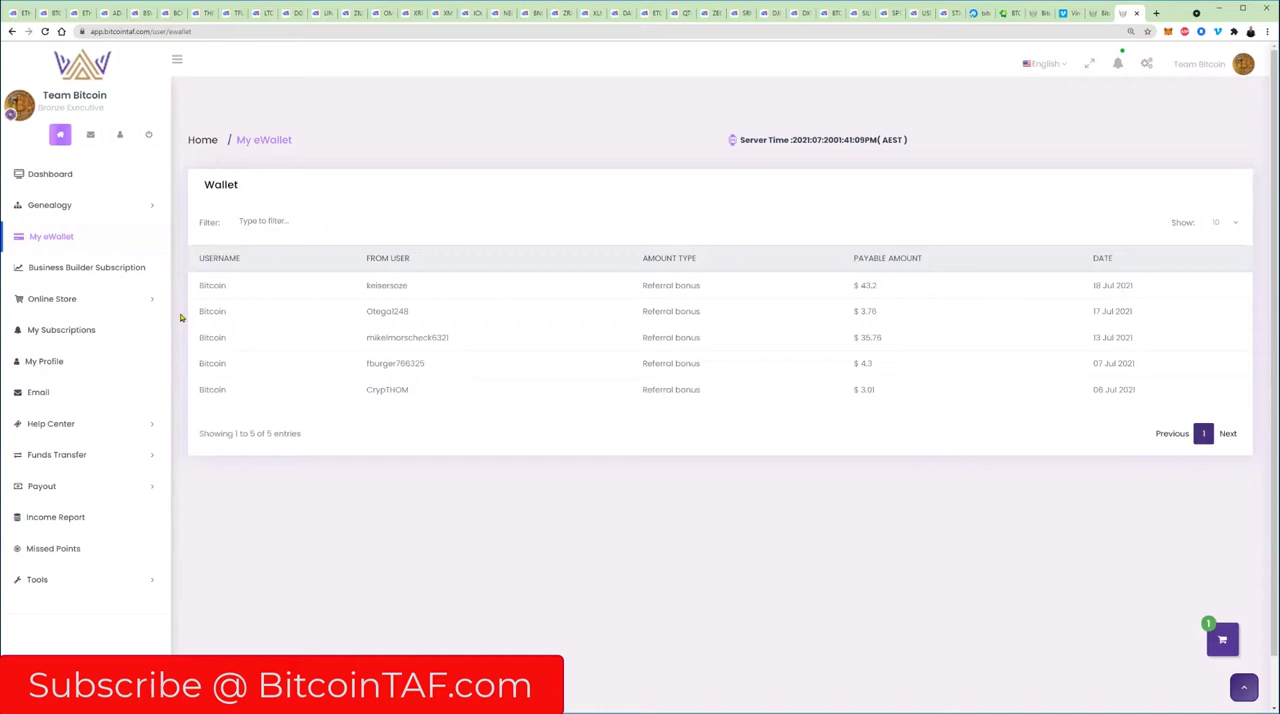 app.bitcointaf.com/user/ewallet
English
Team Bitcoin
Team Bitcoin
Bronze Executive
Home / My eWallet
Server Time :2021:07:2001:41:09PM( AEST )
Dashboard
Genealogy
My eWallet
Business Builder Subscription
Online Store
My Subscriptions
My Profile
Email
Help Center
Funds Transfer
Payout
Income Report
Missed Points
Tools
Wallet
Filter: Type to filter...
Show: 10
USERNAME FROM USER AMOUNT TYPE PAYABLE AMOUNT DATE
Bitcoin keisersoze Referral bonus $ 43.2 18 Jul 2021
Bitcoin Otega1248 Referral bonus $ 3.76 17 Jul 2021
Bitcoin mikelmorscheck6321 Referral bonus $ 35.76 13 Jul 2021
Bitcoin fburger766325 Referral bonus $ 4.3 07 Jul 2021
Bitcoin CrypTHOM Referral bonus $ 3.01 06 Jul 2021
Showing 1 to 5 of 5 entries
Previous 1 Next
1
Subscribe @ BitcoinTAF.com